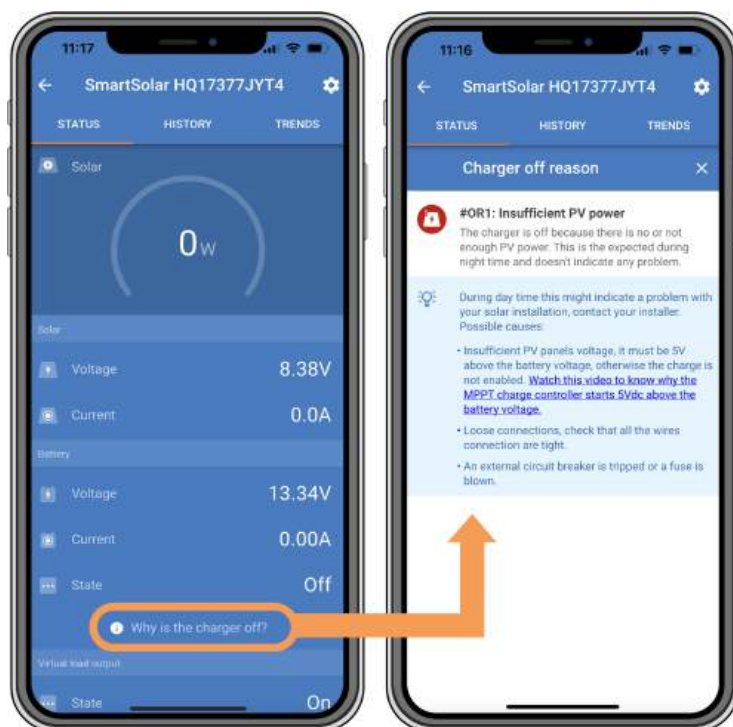 11:17
SmartSolar HQ17377JYT4
STATUS HISTORY TRENDS
Solar
0W
Solar
Voltage 8.38V
Current 0.0A
Battery
Voltage 13.34V
Current 0.00A
State Off
Why is the charger off?
Virtual load output
State On
11:16
SmartSolar HQ17377JYT4
STATUS HISTORY TRENDS
Charger off reason
#OR1: Insufficient PV power
The charger is off because there is no or not
enough PV power. This is the expected during
night time and doesn't indicate any problem.
During day time this might indicate a problem with
your solar installation, contact your installer.
Possible causes:
• Insufficient PV panels voltage, it must be 5V
above the battery voltage, otherwise the charge is
not enabled. Watch this video to know why the
MPPT charge controller starts 5Vdc above the
battery voltage.
• Loose connections, check that all the wires
connection are tight.
• An external circuit breaker is tripped or a fuse is
blown.